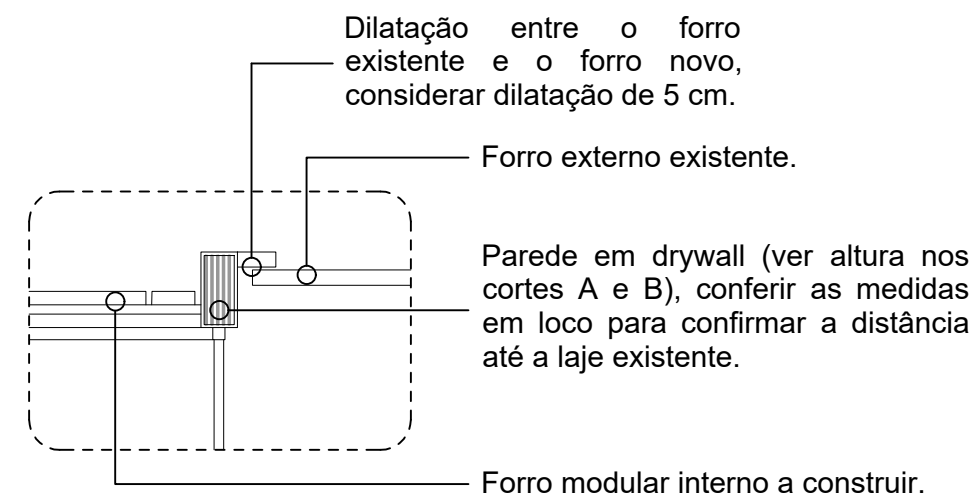 Dilatação entre o forro
existente e o forro novo,
considerar dilatação de 5 cm.
Forro externo existente.
Parede em drywall (ver altura nos
cortes A e B), conferir as medidas
em loco para confirmar a distância
até a laje existente.
Forro modular interno a construir.